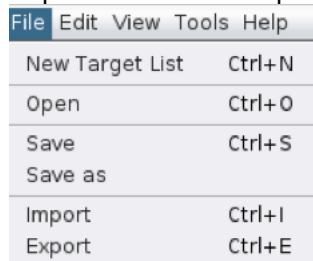 File Edit View Tools Help
New Target List Ctrl+N
Open Ctrl+O
Save Ctrl+S
Save as
Import Ctrl+I
Export Ctrl+E